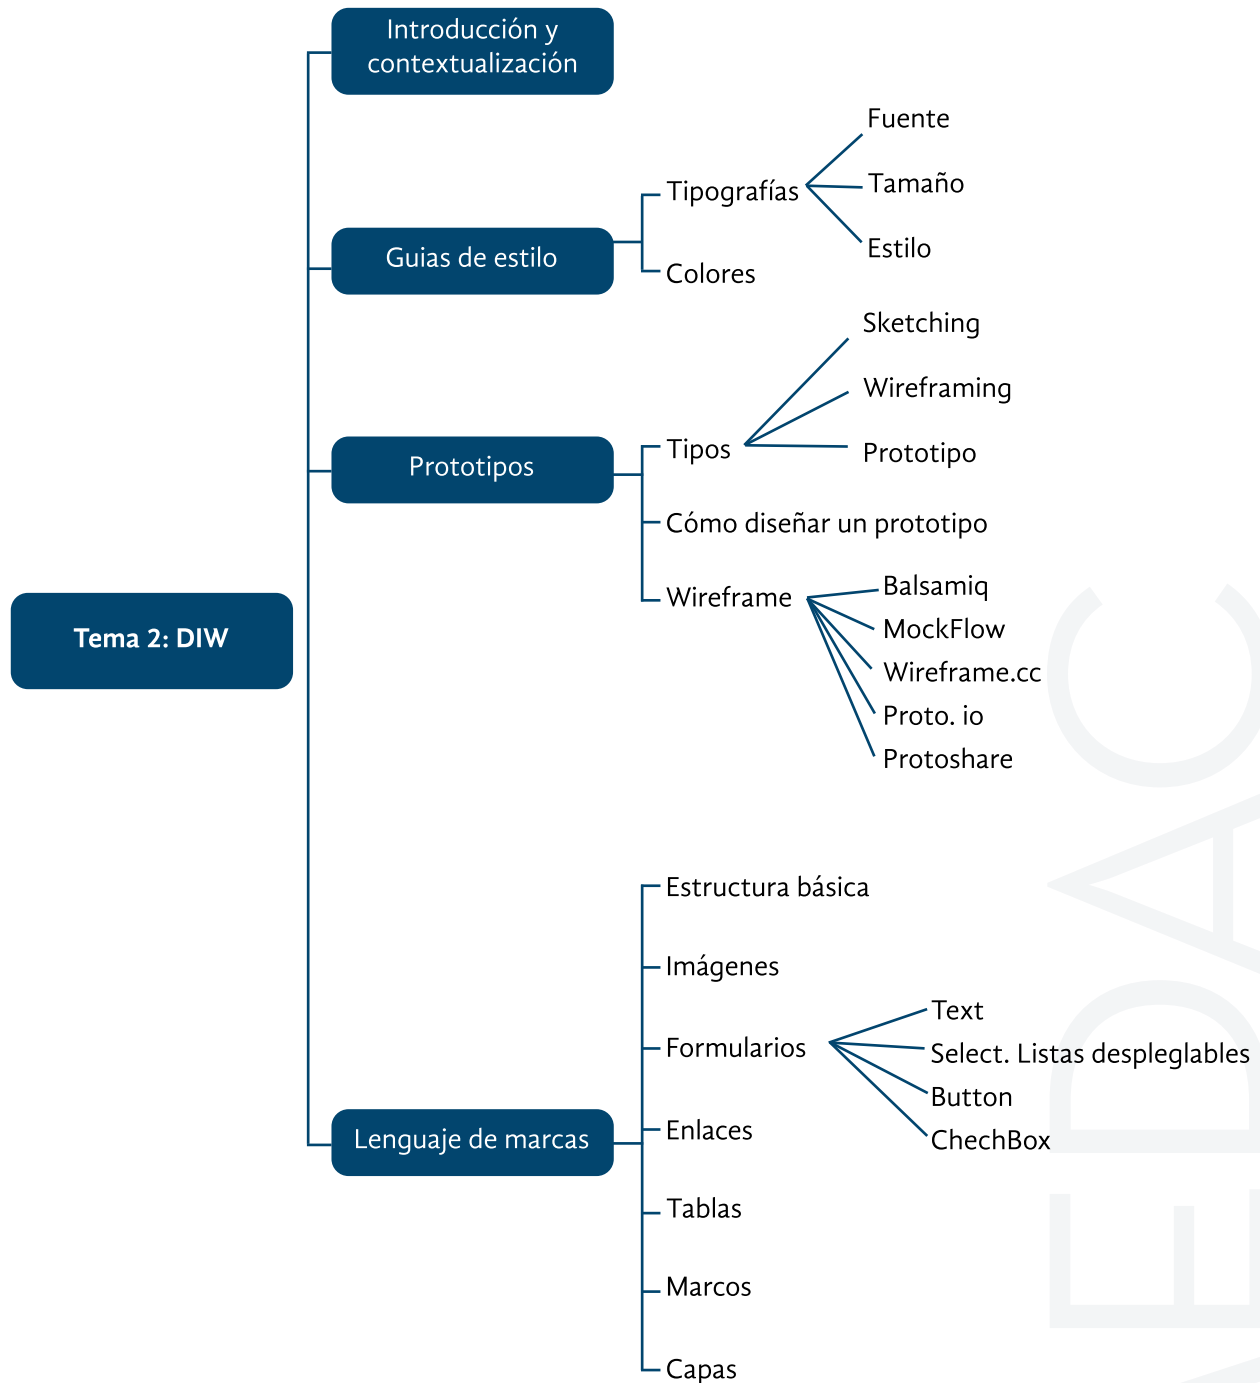 Introducción y
contextualización
Fuente
Tipografías
Tamaño
Estilo
Guias de estilo
Colores
Sketching
Wireframing
Tipos
Prototipo
Prototipos
Cómo diseñar un prototipo
Wireframe
Balsamiq
MockFlow
Wireframe.cc
Proto. io
Protoshare
Tema 2: DIW
Estructura básica
Imágenes
Formularios
Text
Select. Listas despleglables
Button
ChechBox
Lenguaje de marcas
Enlaces
Tablas
Marcos
Capas
EDAC